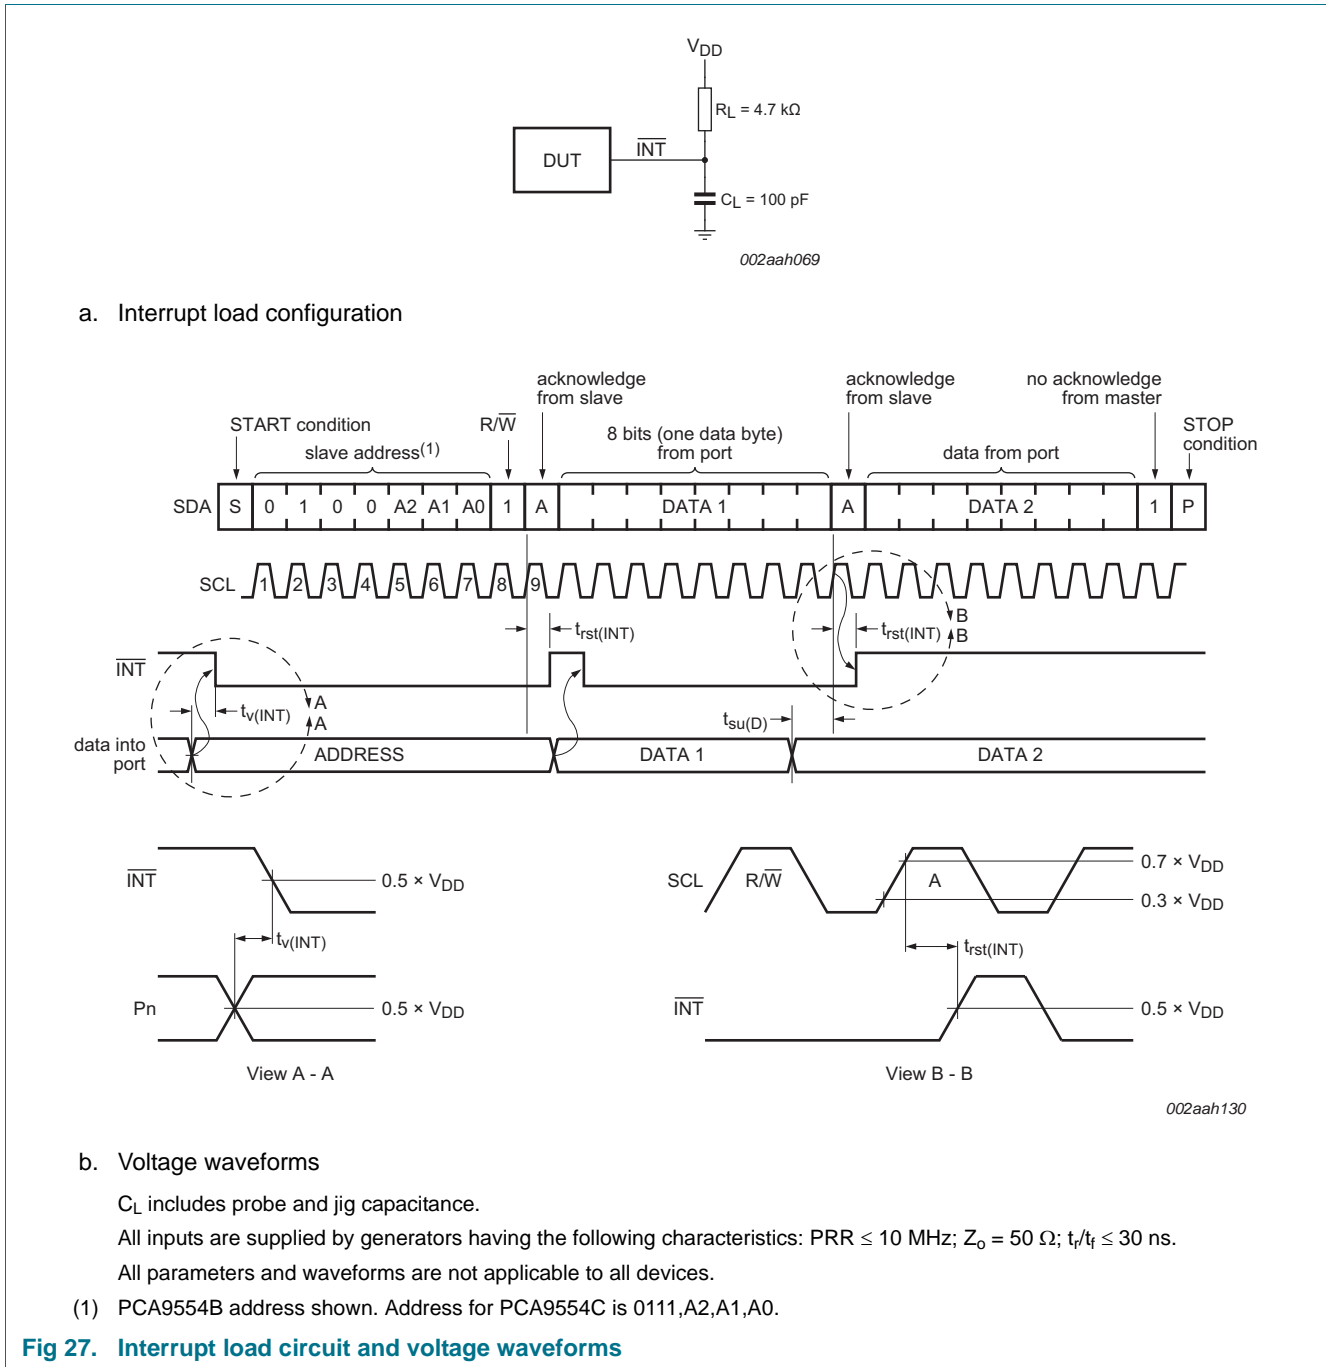 VDD
RL = 4.7 kΩ
DUT
INT
CL = 100 pF
002aah069
a. Interrupt load configuration
acknowledge
from slave
acknowledge
from slave
no acknowledge
from master
START condition
R/W
8 bits (one data byte)
from port
STOP
condition
slave address(1)
data from port
SDA S 0 1 0 0 A2 A1 A0 1 A DATA 1 A DATA 2 1 P
SCL 1 2 3 4 5 6 7 8 9
B
B
trst(INT)
trst(INT)
INT
A
A
tv(INT)
tsu(D)
data into
port
ADDRESS
DATA 1
DATA 2
INT
0.5 × VDD
tv(INT)
Pn
0.5 × VDD
View A - A
SCL
R/W
A
0.7 × VDD
0.3 × VDD
trst(INT)
INT
0.5 × VDD
View B - B
002aah130
b. Voltage waveforms
CL includes probe and jig capacitance.
All inputs are supplied by generators having the following characteristics: PRR ≤ 10 MHz; Zo = 50 Ω; tr/tf ≤ 30 ns.
All parameters and waveforms are not applicable to all devices.
(1) PCA9554B address shown. Address for PCA9554C is 0111,A2,A1,A0.
Fig 27. Interrupt load circuit and voltage waveforms